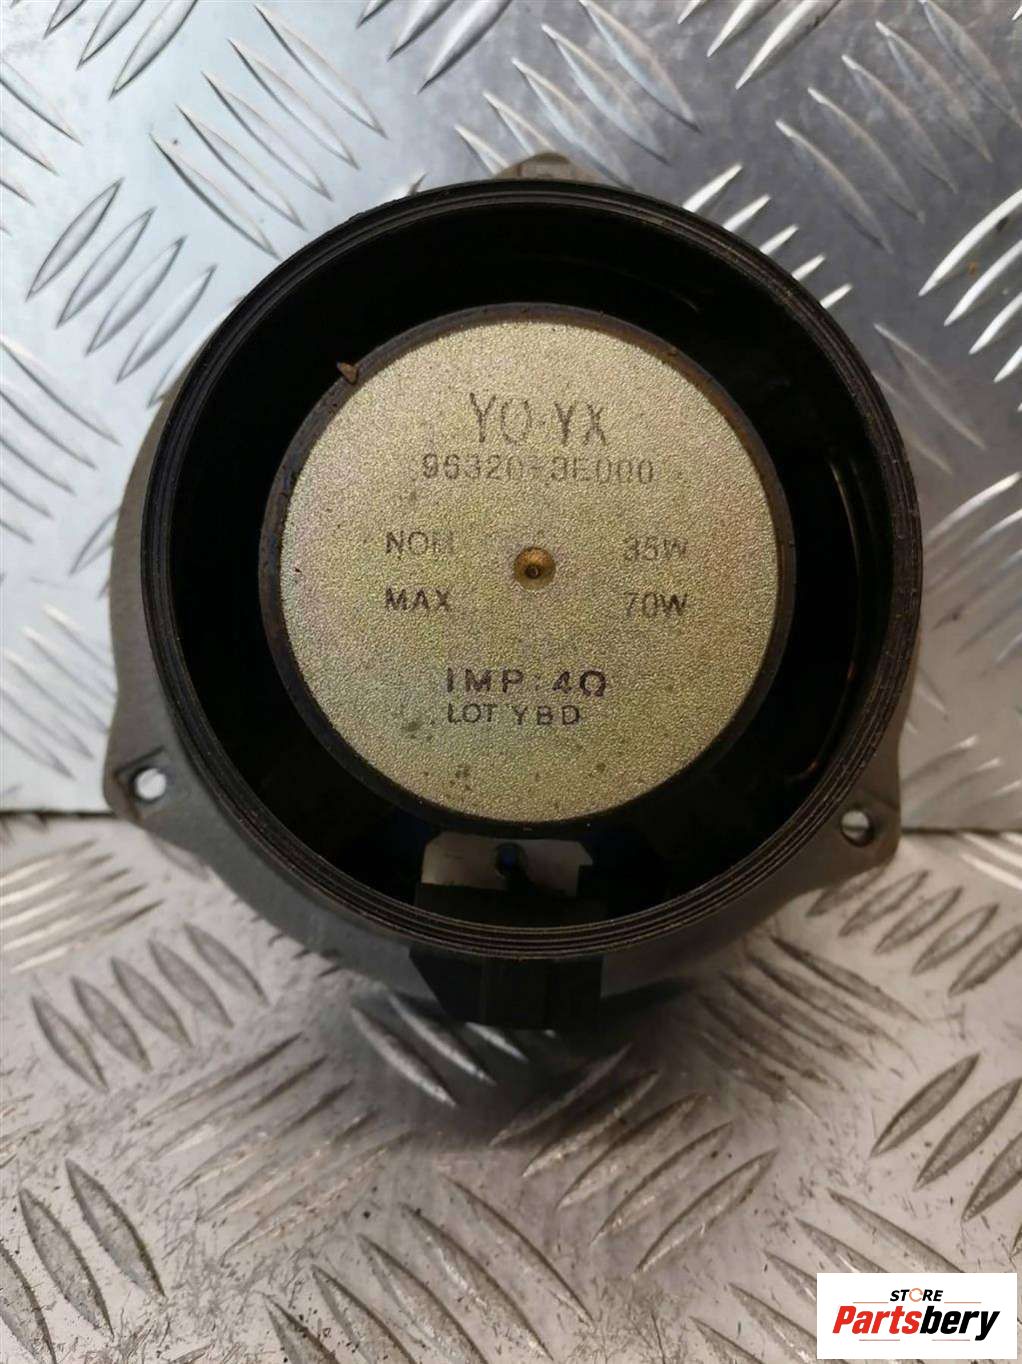 YO-YX
96320-3E000
NOM 35W
MAX 70W
IMP: 4Ω
LOT YBD
STORE
Partsbery